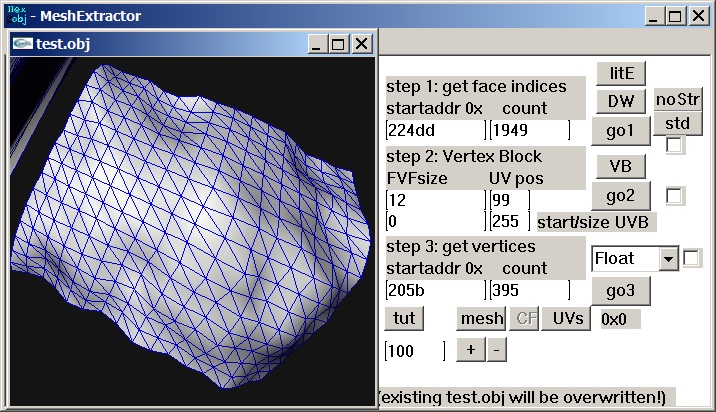 Hex obj - MeshExtractor
test.obj
litE
step 1: get face indices
DW
noStr
startaddr 0x count
std
224dd 1949
go1
step 2: Vertex Block
VB
FVFsize UV pos
12 99
go2
0 255 start/size UVB
step 3: get vertices
Float
startaddr 0x count
205b 395
go3
tut mesh CF UVs 0x0
100 + -
(existing test.obj will be overwritten!)